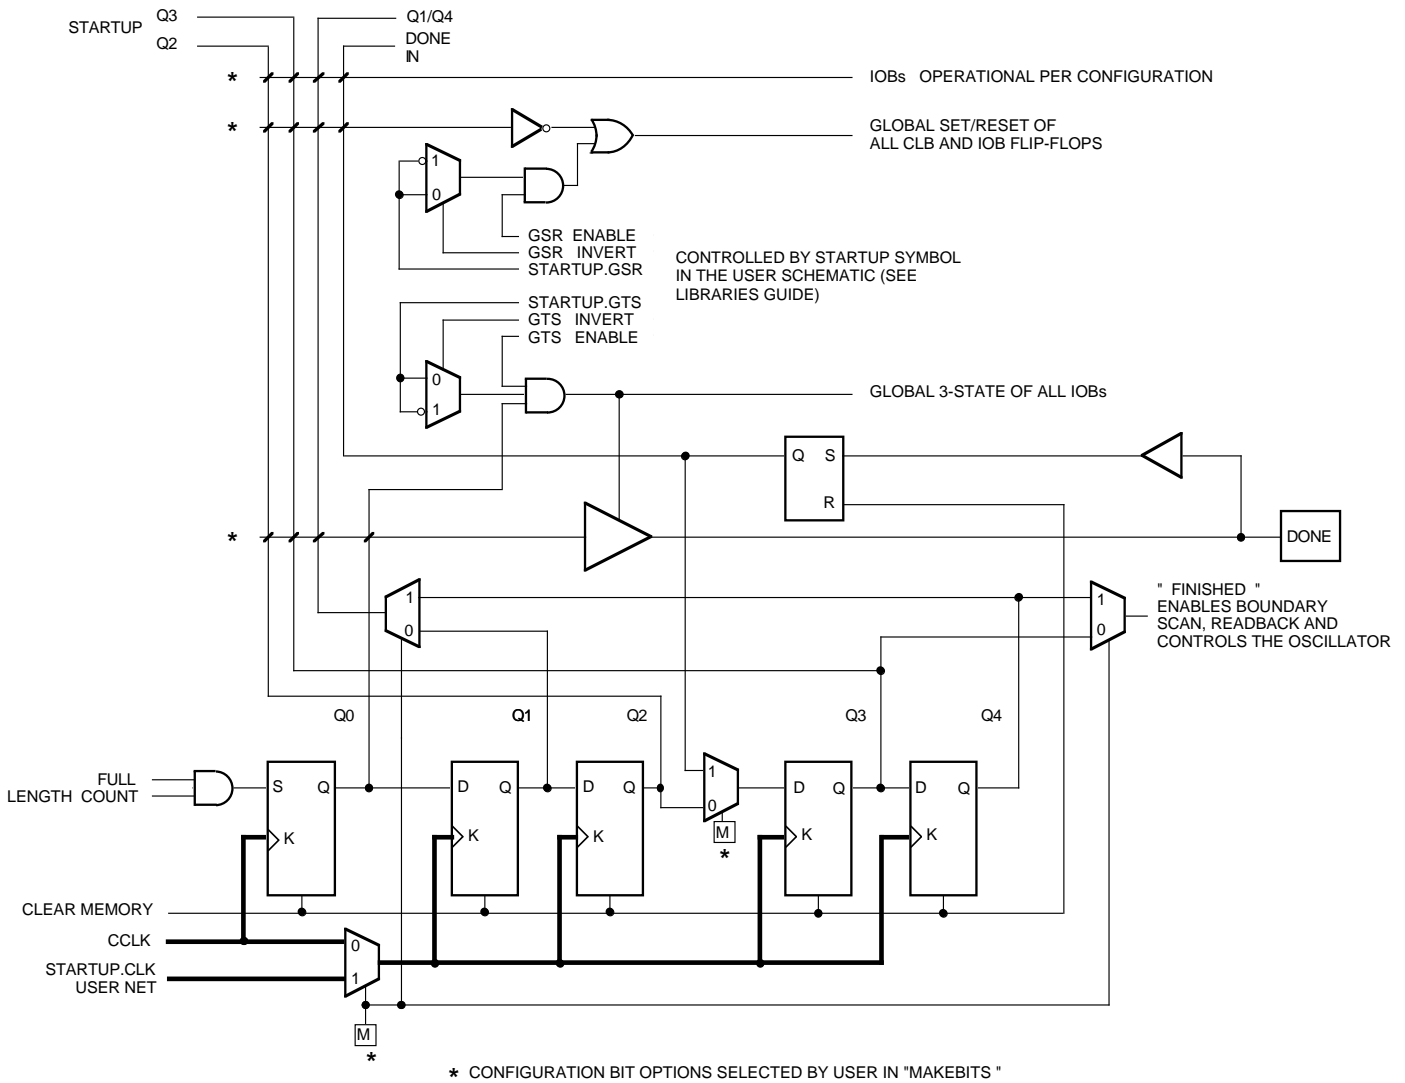 STARTUP
Q3
Q2
Q1/Q4
DONE
IN
*
IOBs OPERATIONAL PER CONFIGURATION
*
GLOBAL SET/RESET OF
ALL CLB AND IOB FLIP-FLOPS
1
0
GSR ENABLE
GSR INVERT
STARTUP.GSR
CONTROLLED BY STARTUP SYMBOL
IN THE USER SCHEMATIC (SEE
LIBRARIES GUIDE)
STARTUP.GTS
GTS INVERT
GTS ENABLE
0
1
GLOBAL 3-STATE OF ALL IOBs
Q S
R
*
DONE
1
0
1
0
" FINISHED "
ENABLES BOUNDARY
SCAN, READBACK AND
CONTROLS THE OSCILLATOR
Q0
Q1
Q2
Q3
Q4
FULL
LENGTH COUNT
S Q
K
D Q
K
D Q
K
1
0
M
*
D Q
K
D Q
K
CLEAR MEMORY
CCLK
STARTUP.CLK
USER NET
0
1
M
*
* CONFIGURATION BIT OPTIONS SELECTED BY USER IN "MAKEBITS "